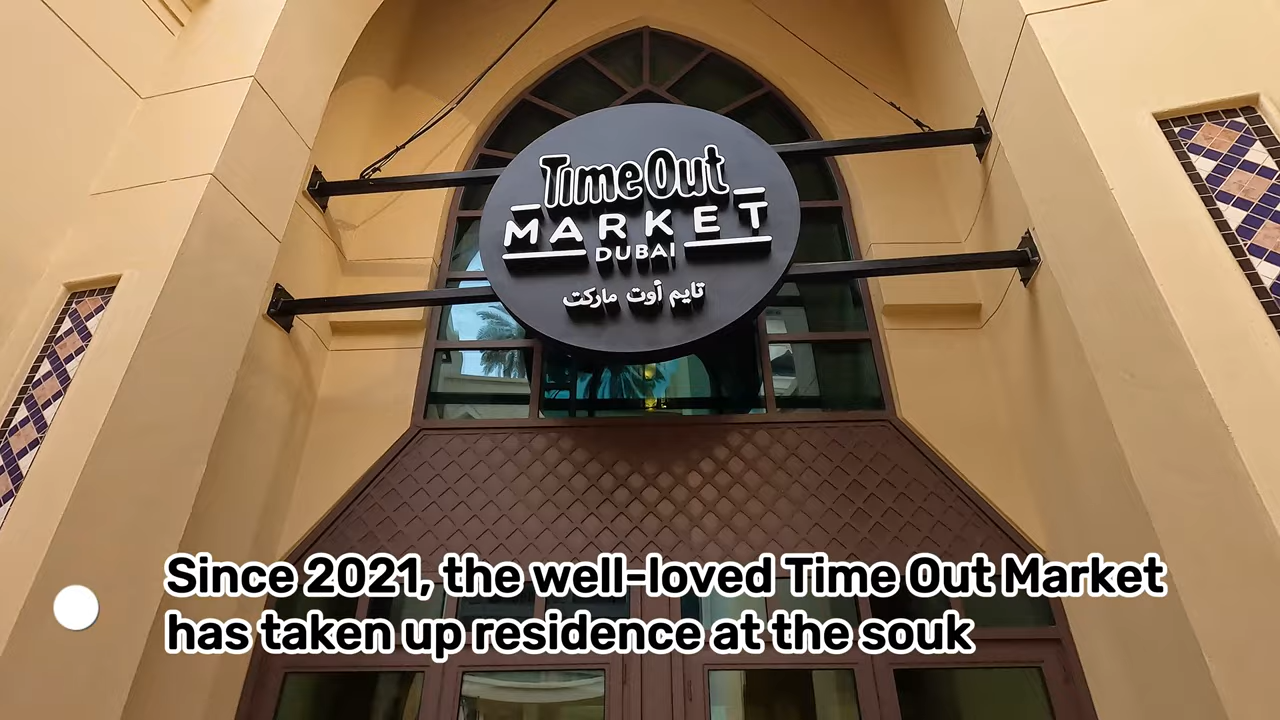 Time Out
MARKET
DUBAI
تايم أوت ماركت
Since 2021, the well-loved Time Out Market
has taken up residence at the souk